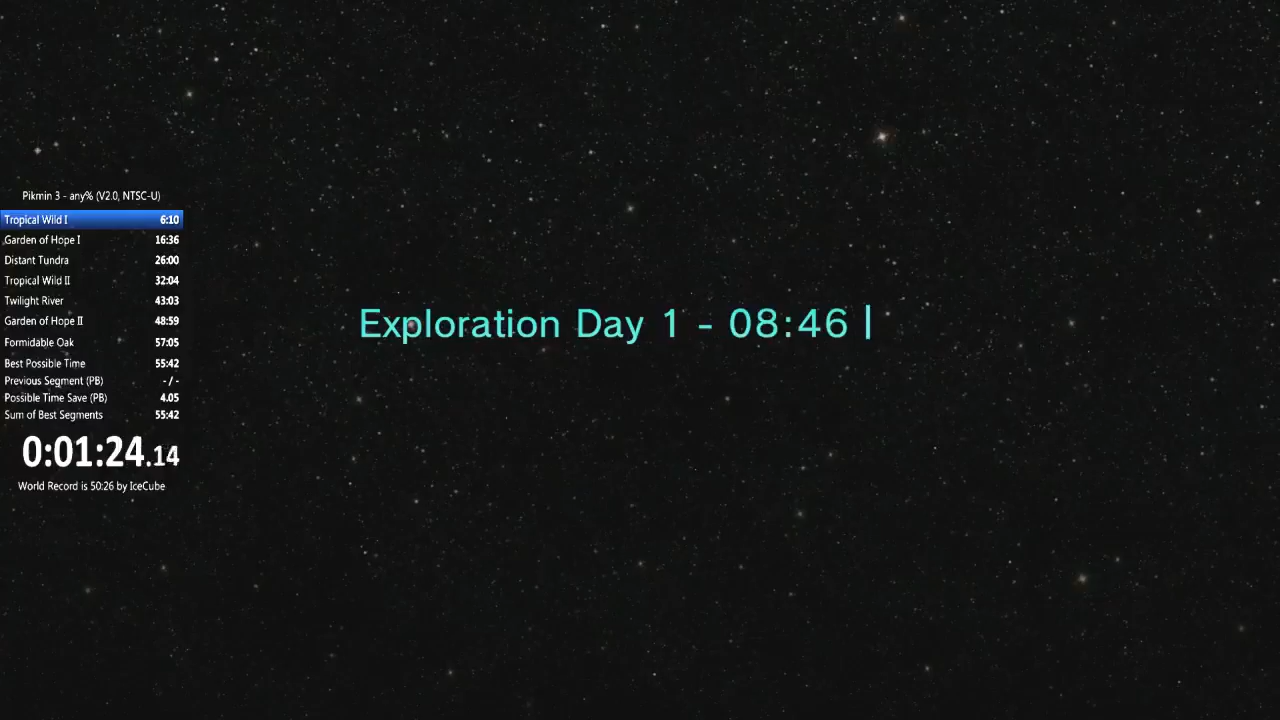 Pikmin 3 - any% (V2.0, NTSC-U)
Tropical Wild I 6:10
Garden of Hope I 16:36
Distant Tundra 26:00
Tropical Wild II 32:04
Twilight River 43:03
Garden of Hope II 48:59
Formidable Oak 57:05
Best Possible Time 55:42
Previous Segment (PB) - / -
Possible Time Save (PB) 4.05
Sum of Best Segments 55:42
0:01:24.14
World Record is 50:26 by IceCube
Exploration Day 1 - 08:46